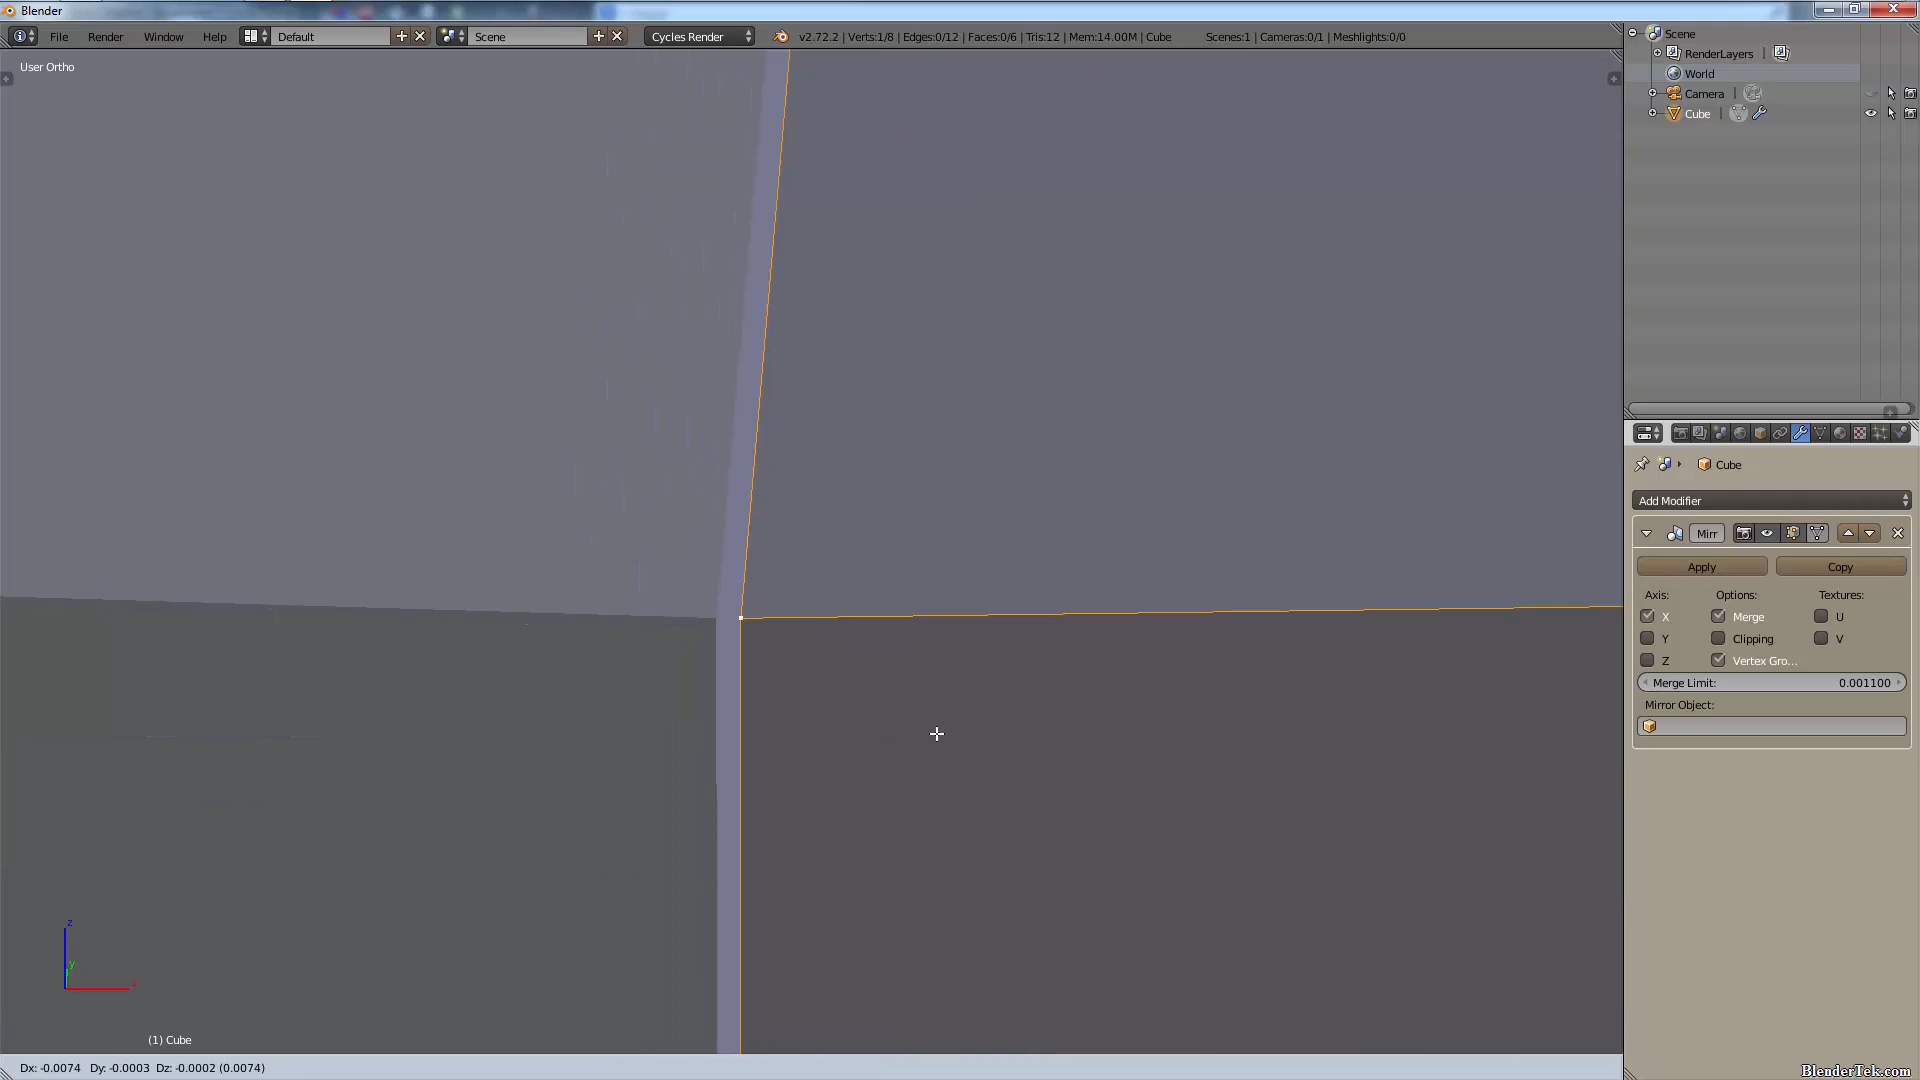 Blender
File Render Window Help Default Scene Cycles Render v2.72.2 | Verts:1/8 | Edges:0/12 | Faces:0/6 | Tris:12 | Mem:14.00M | Cube Scenes:1 | Cameras:0/1 | Meshlights:0/0
User Ortho
Scene
RenderLayers |
World
Camera |
Cube |
Cube
Add Modifier
Mirr
Apply Copy
Axis: Options: Textures:
X Merge U
Y Clipping V
Z Vertex Gro...
Merge Limit: 0.001100
Mirror Object:
z
y
x
(1) Cube
Dx: -0.0074 Dy: -0.0003 Dz: -0.0002 (0.0074)
BlenderTek.com